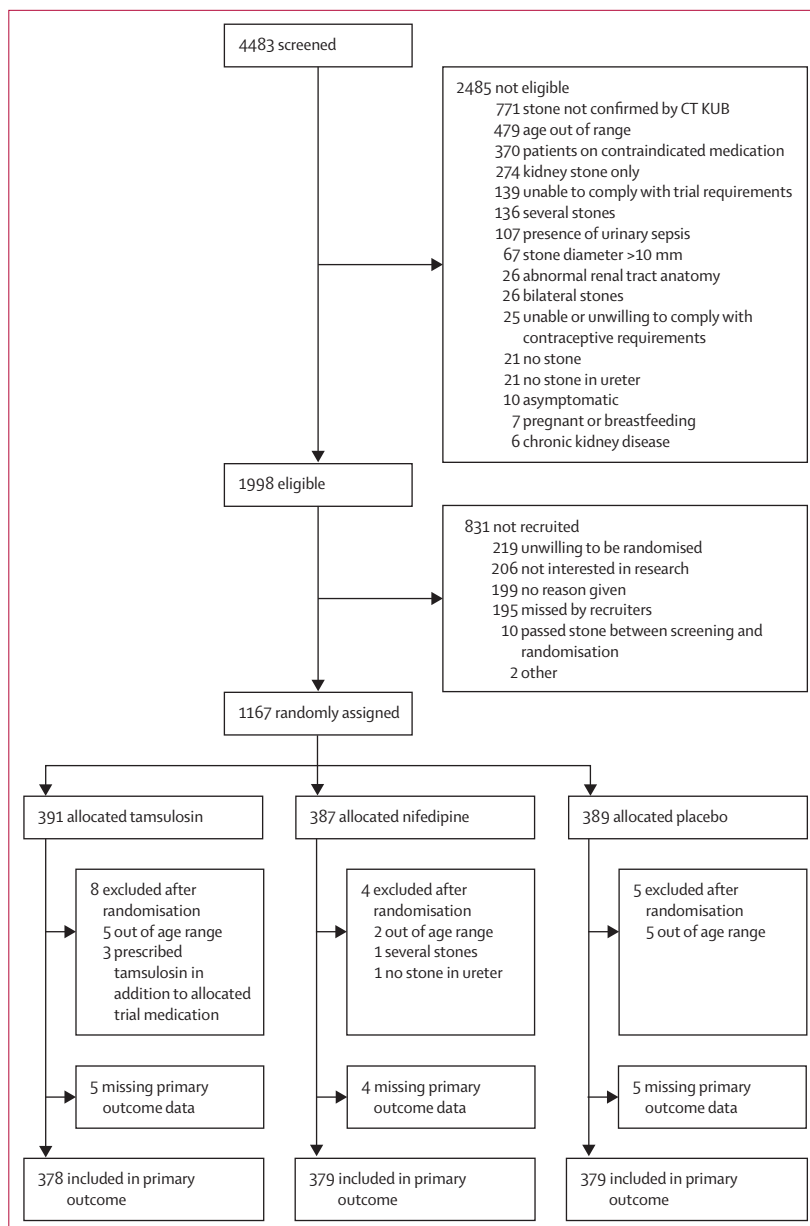 4483 screened
2485 not eligible
771 stone not confirmed by CT KUB
479 age out of range
370 patients on contraindicated medication
274 kidney stone only
139 unable to comply with trial requirements
136 several stones
107 presence of urinary sepsis
67 stone diameter >10 mm
26 abnormal renal tract anatomy
26 bilateral stones
25 unable or unwilling to comply with
contraceptive requirements
21 no stone
21 no stone in ureter
10 asymptomatic
7 pregnant or breastfeeding
6 chronic kidney disease
1998 eligible
831 not recruited
219 unwilling to be randomised
206 not interested in research
199 no reason given
195 missed by recruiters
10 passed stone between screening and
randomisation
2 other
1167 randomly assigned
391 allocated tamsulosin
387 allocated nifedipine
389 allocated placebo
8 excluded after
randomisation
5 out of age range
3 prescribed
tamsulosin in
addition to allocated
trial medication
4 excluded after
randomisation
2 out of age range
1 several stones
1 no stone in ureter
5 excluded after
randomisation
5 out of age range
5 missing primary
outcome data
4 missing primary
outcome data
5 missing primary
outcome data
378 included in primary
outcome
379 included in primary
outcome
379 included in primary
outcome